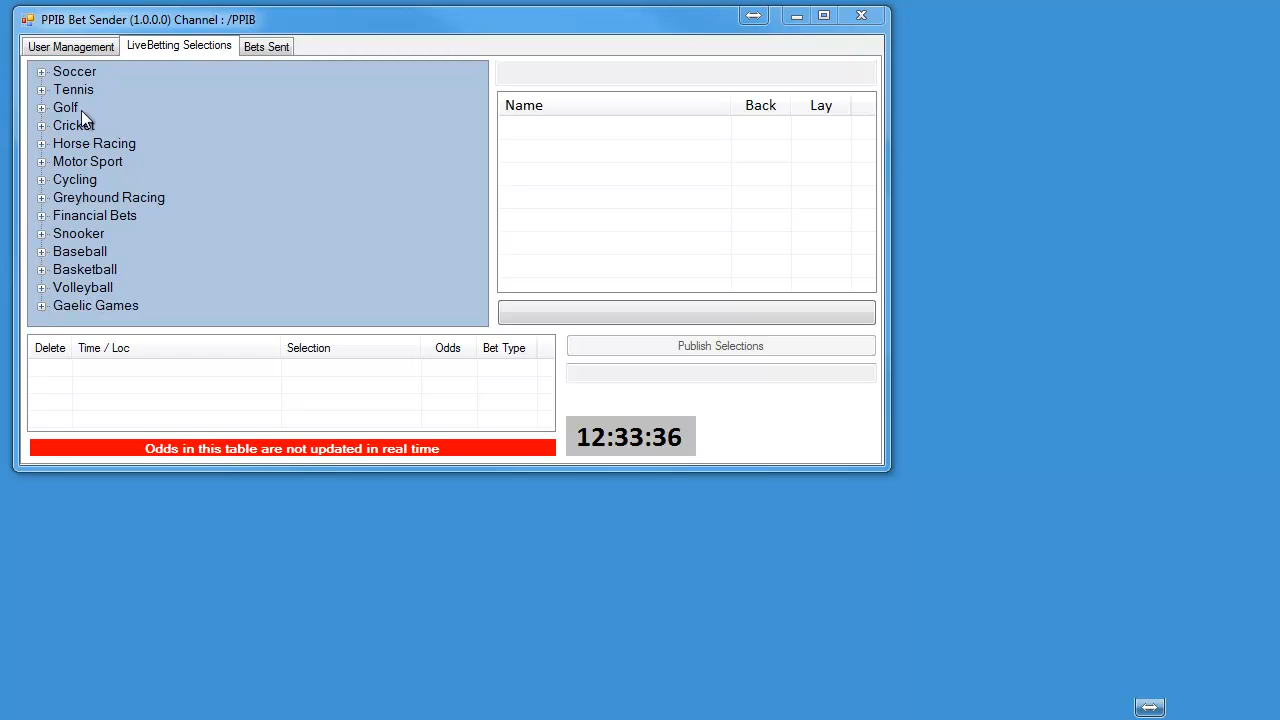 PPIB Bet Sender (1.0.0.0) Channel : /PPIB
User Management LiveBetting Selections Bets Sent
Soccer
Tennis
Golf
Cricket
Horse Racing
Motor Sport
Cycling
Greyhound Racing
Financial Bets
Snooker
Baseball
Basketball
Volleyball
Gaelic Games
Name Back Lay
Delete Time / Loc Selection Odds Bet Type
Publish Selections
Odds in this table are not updated in real time
12:33:36